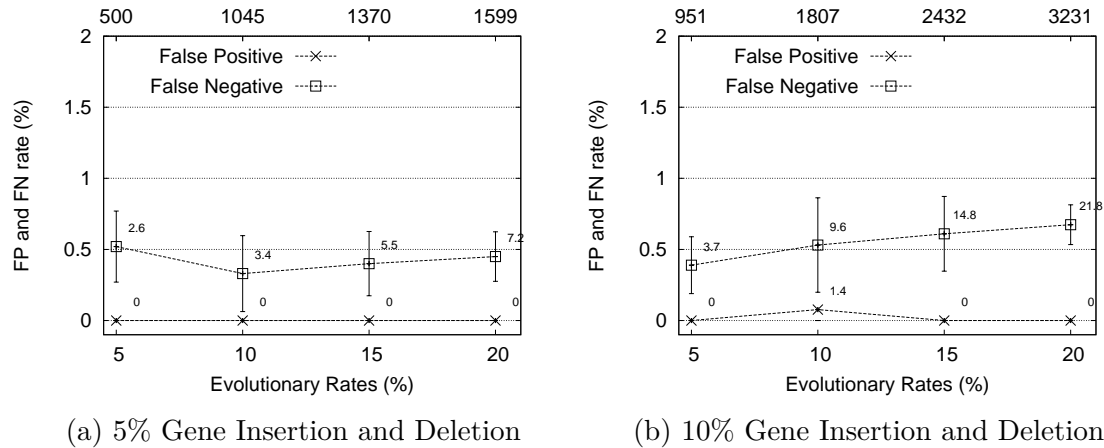 500 1045 1370 1599
2
False Positive
False Negative
1.5
1
0.5
0
FP and FN rate (%)
2.6
3.4
5.5
7.2
0 0 0 0
5 10 15 20
Evolutionary Rates (%)
(a) 5% Gene Insertion and Deletion
951 1807 2432 3231
2
False Positive
False Negative
1.5
1
0.5
0
FP and FN rate (%)
3.7
9.6
14.8
21.8
0 1.4 0 0
5 10 15 20
Evolutionary Rates (%)
(b) 10% Gene Insertion and Deletion